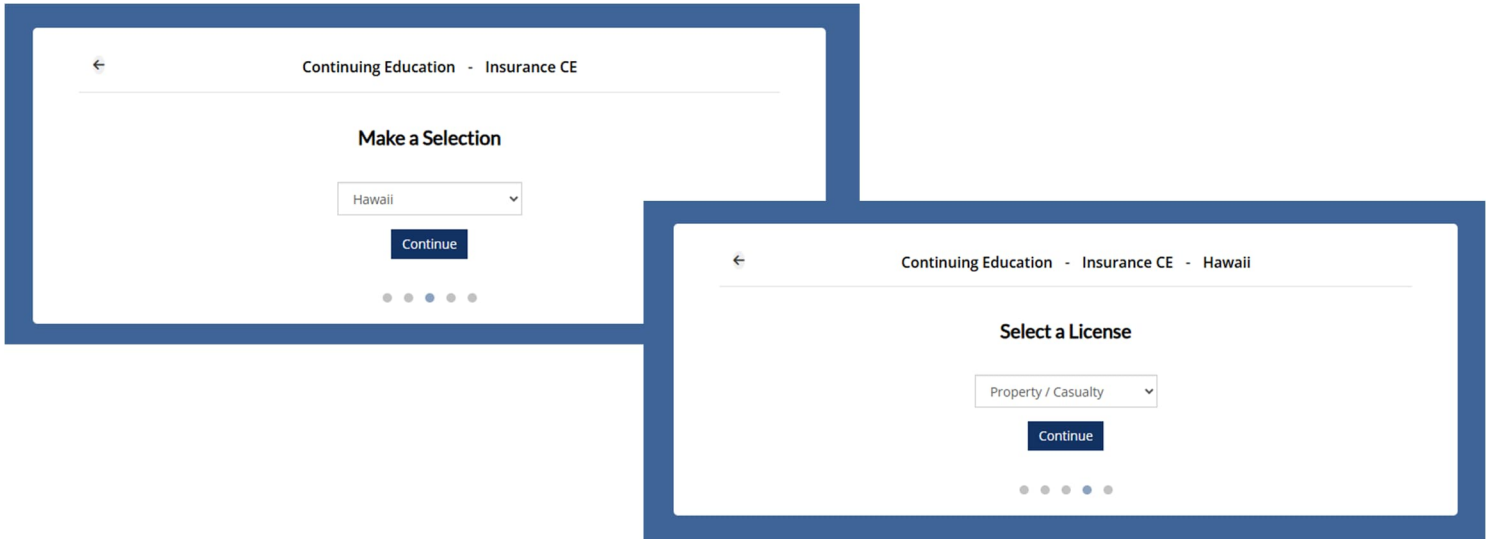 Continuing Education - Insurance CE
Make a Selection
Hawaii
Continue
Continuing Education - Insurance CE - Hawaii
Select a License
Property / Casualty
Continue